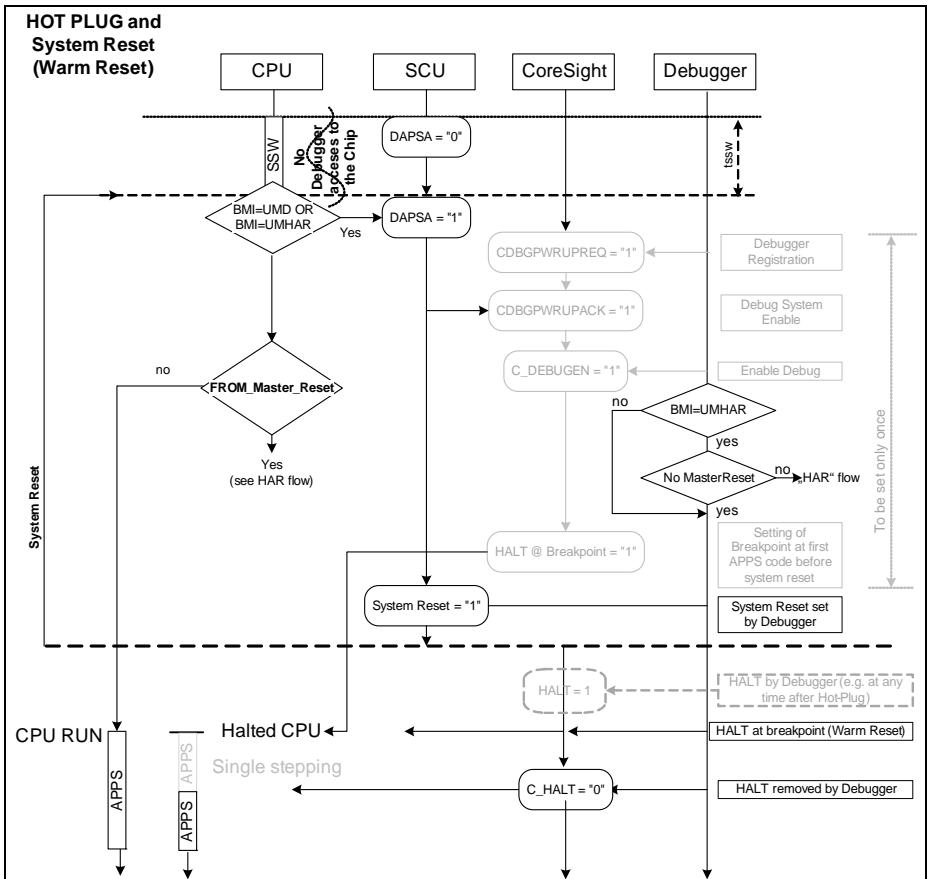 HOT PLUG and
System Reset
(Warm Reset)
CPU
SCU
CoreSight
Debugger
SSW
No
Debugger
acceses to
the Chip
DAPSA = "0"
tssw
BMI=UMD OR
BMI=UMHAR
Yes
DAPSA = "1"
CDBGPWRUPREQ = "1"
Debugger
Registration
CDBGPWRUPACK = "1"
Debug System
Enable
C_DEBUGEN = "1"
Enable Debug
no
FROM_Master_Reset
Yes
(see HAR flow)
no
BMI=UMHAR
yes
No MasterReset
no
„HAR“ flow
yes
To be set only once
System Reset
HALT @ Breakpoint = "1"
Setting of
Breakpoint at first
APPS code before
system reset
System Reset = "1"
System Reset set
by Debugger
HALT = 1
HALT by Debugger (e.g. at any
time after Hot-Plug)
CPU RUN
Halted CPU
HALT at breakpoint (Warm Reset)
APPS
APPS
Single stepping
APPS
C_HALT = "0"
HALT removed by Debugger